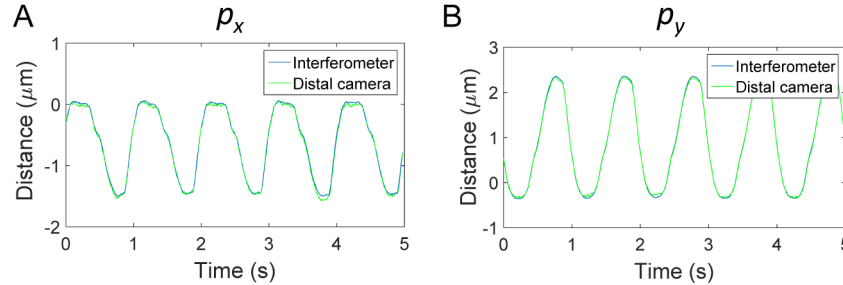 A
p_x
1
0
-1
-2
Distance (μm)
Interferometer
Distal camera
0
1
2
3
4
5
Time (s)
B
p_y
3
2
1
0
-1
Distance (μm)
Interferometer
Distal camera
0
1
2
3
4
5
Time (s)